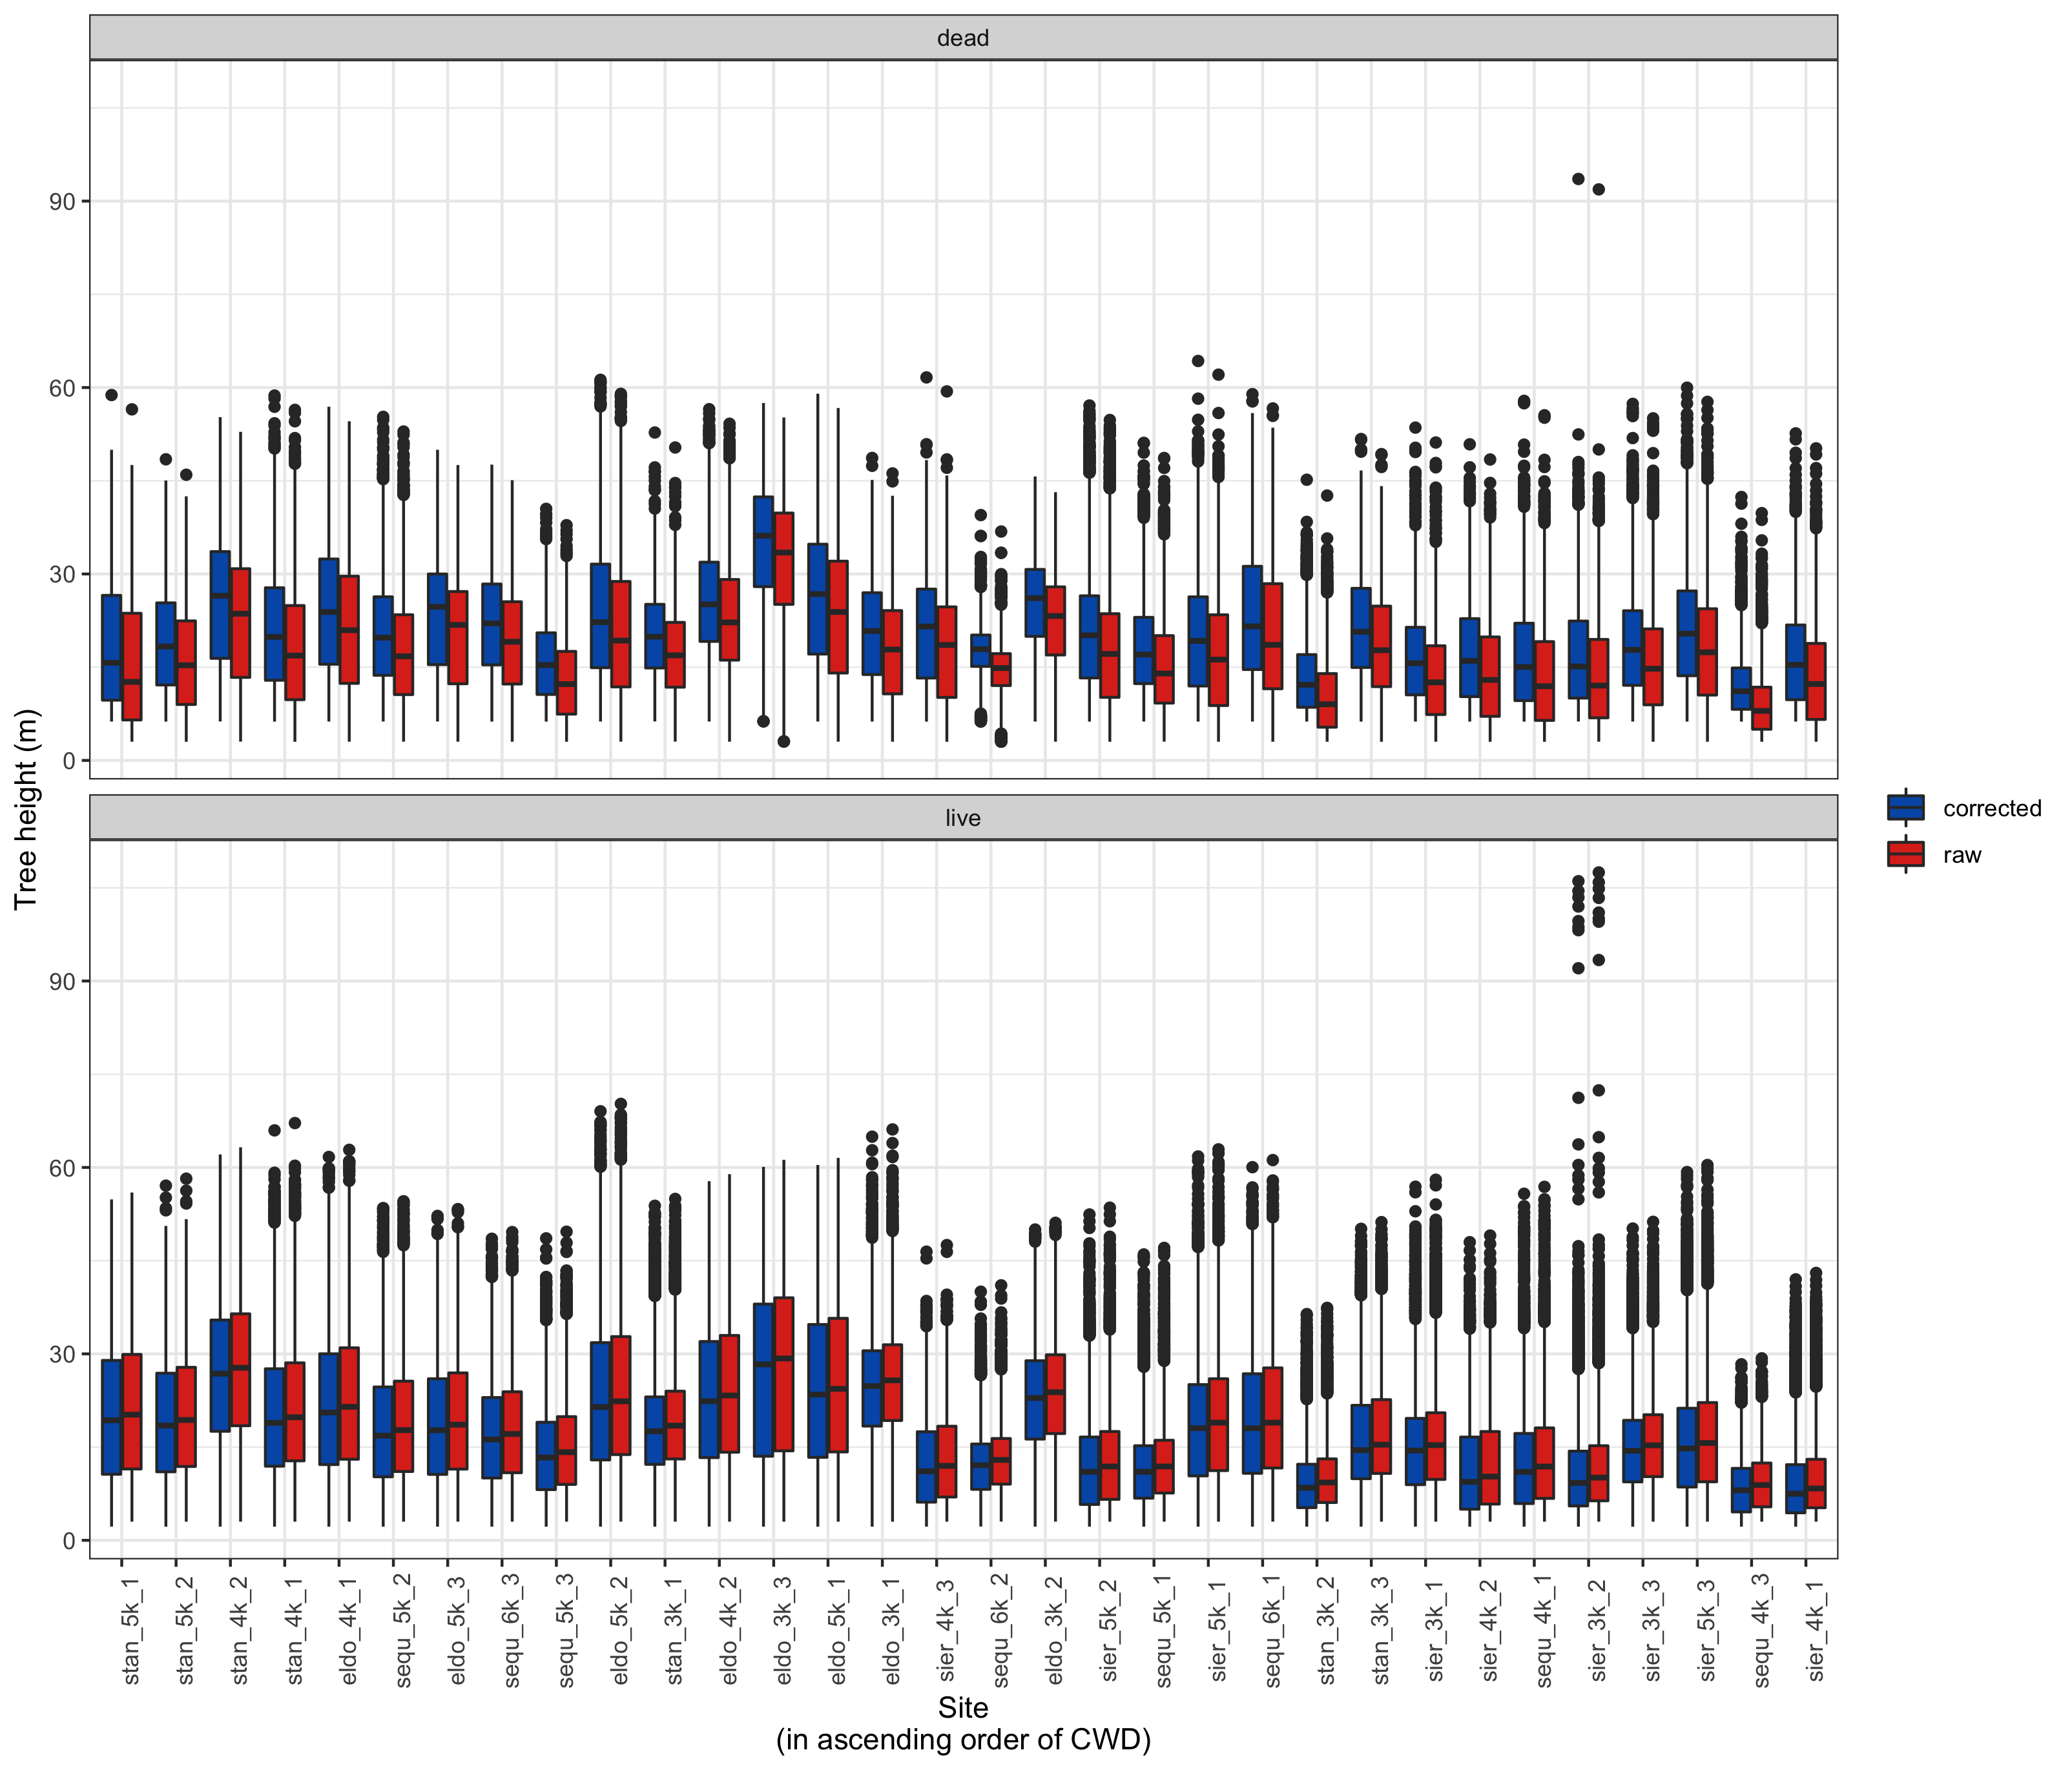 dead
90
60
30
0
live
90
60
30
0
Tree height (m)
corrected
raw
stan_5k_1
stan_5k_2
stan_4k_2
stan_4k_1
eldo_4k_1
sequ_5k_2
eldo_5k_3
sequ_6k_3
sequ_5k_3
eldo_5k_2
stan_3k_1
eldo_4k_2
eldo_3k_3
eldo_5k_1
eldo_3k_1
sier_4k_3
sequ_6k_2
eldo_3k_2
sier_5k_2
sequ_5k_1
sier_5k_1
sequ_6k_1
stan_3k_2
stan_3k_3
sier_3k_1
sier_4k_2
sequ_4k_1
sier_3k_2
sier_3k_3
sier_5k_3
sequ_4k_3
sier_4k_1
Site
(in ascending order of CWD)